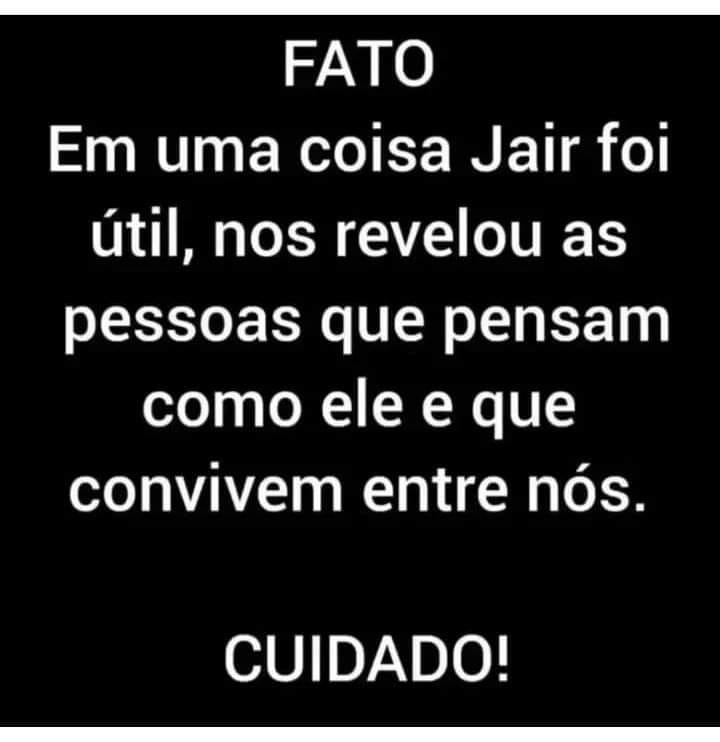 FATO
Em uma coisa Jair foi
útil, nos revelou as
pessoas que pensam
como ele e que
convivem entre nós.
CUIDADO!